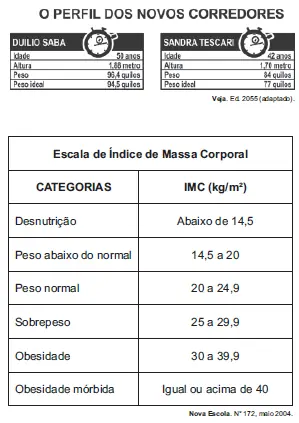 O PERFIL DOS NOVOS CORREDORES
DUILIO SABA
Idade 50 anos
Altura 1,88 metro
Peso 96,4 quilos
Peso ideal 94,5 quilos
SANDRA TESCARI
Idade 42 anos
Altura 1,70 metro
Peso 84 quilos
Peso ideal 77 quilos
Veja. Ed. 2055 (adaptado).
Escala de Índice de Massa Corporal
CATEGORIAS IMC (kg/m²)
Desnutrição Abaixo de 14,5
Peso abaixo do normal 14,5 a 20
Peso normal 20 a 24,9
Sobrepeso 25 a 29,9
Obesidade 30 a 39,9
Obesidade mórbida Igual ou acima de 40
Nova Escola. N° 172, maio 2004.